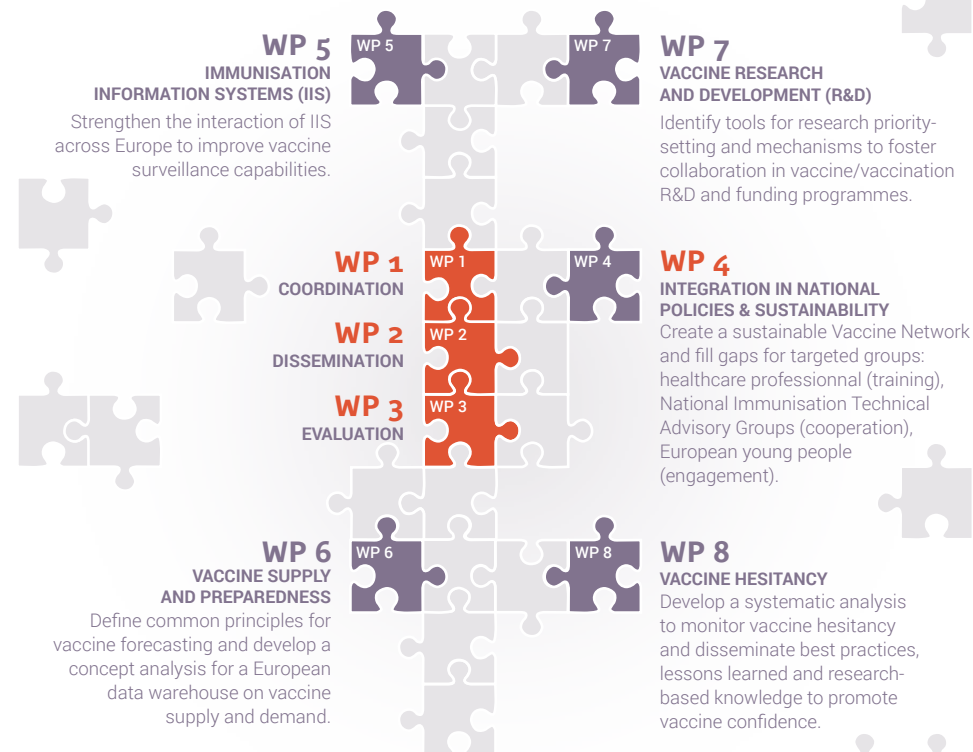 WP 5
IMMUNISATION
INFORMATION SYSTEMS (IIS)
Strengthen the interaction of IIS
across Europe to improve vaccine
surveillance capabilities.
WP 5
WP 7
WP 7
VACCINE RESEARCH
AND DEVELOPMENT (R&D)
Identify tools for research priority-
setting and mechanisms to foster
collaboration in vaccine/vaccination
R&D and funding programmes.
WP 1
COORDINATION
WP 1
WP 2
DISSEMINATION
WP 2
WP 3
EVALUATION
WP 3
WP 4
WP 4
INTEGRATION IN NATIONAL
POLICIES & SUSTAINABILITY
Create a sustainable Vaccine Network
and fill gaps for targeted groups:
healthcare professionnal (training),
National Immunisation Technical
Advisory Groups (cooperation),
European young people
(engagement).
WP 6
VACCINE SUPPLY
AND PREPAREDNESS
Define common principles for
vaccine forecasting and develop a
concept analysis for a European
data warehouse on vaccine
supply and demand.
WP 6
WP 8
WP 8
VACCINE HESITANCY
Develop a systematic analysis
to monitor vaccine hesitancy
and disseminate best practices,
lessons learned and research-
based knowledge to promote
vaccine confidence.